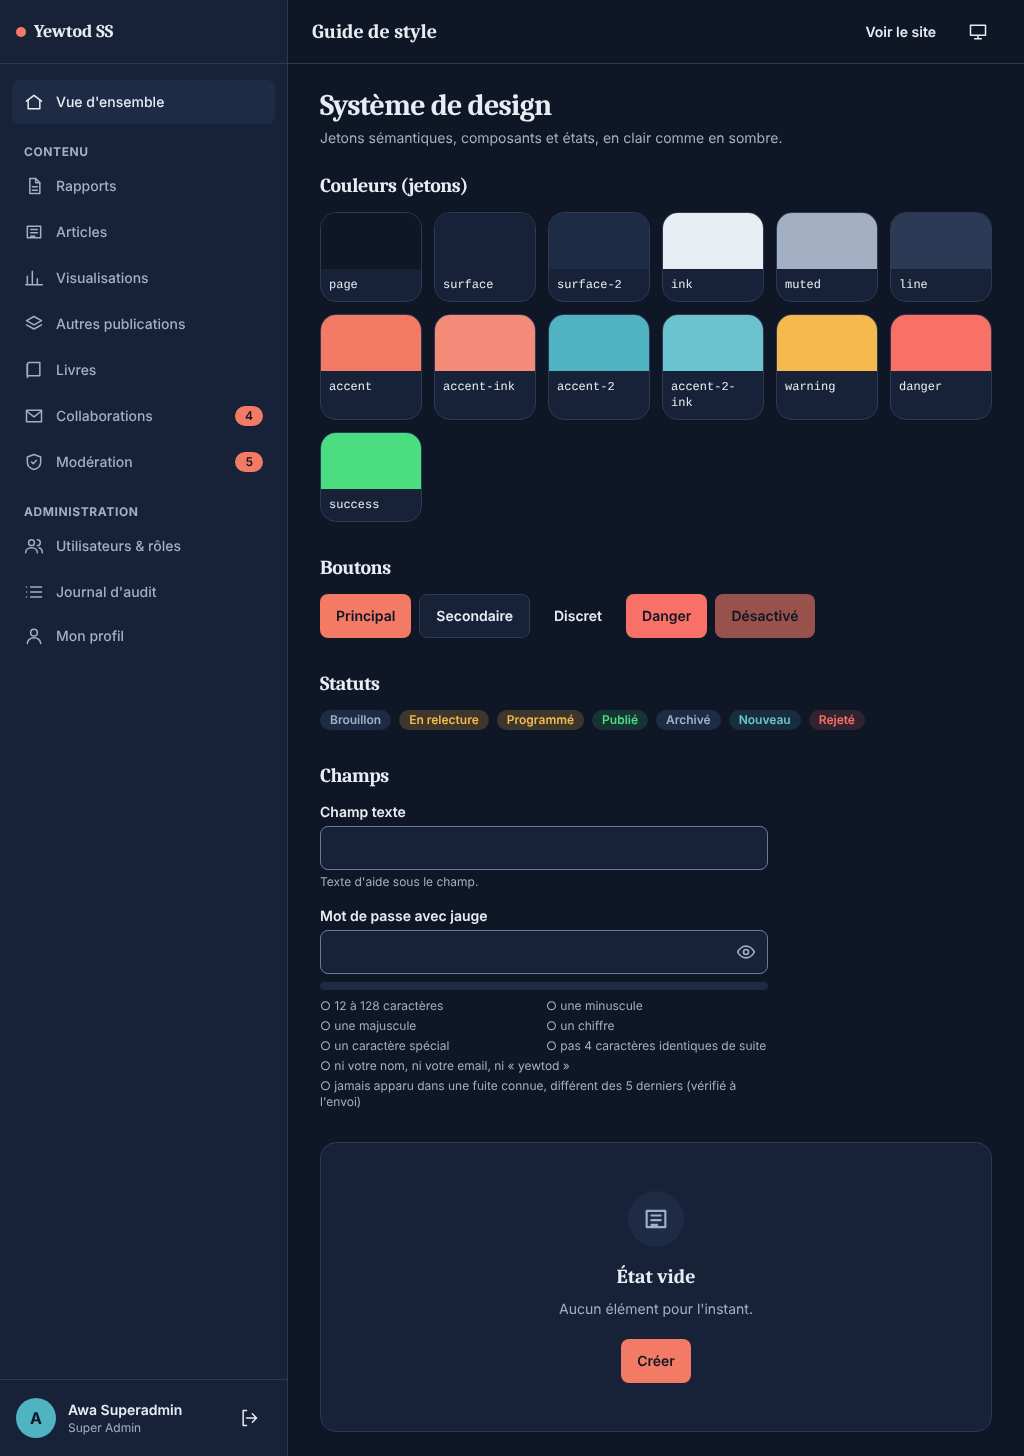 Yewtod SS
Guide de style
Voir le site
Vue d'ensemble
CONTENU
Rapports
Articles
Visualisations
Autres publications
Livres
Collaborations 4
Modération 5
ADMINISTRATION
Utilisateurs & rôles
Journal d'audit
Mon profil
A
Awa Superadmin
Super Admin
Système de design
Jetons sémantiques, composants et états, en clair comme en sombre.
Couleurs (jetons)
page surface surface-2 ink muted line
accent accent-ink accent-2 accent-2-
ink
warning danger
success
Boutons
Principal Secondaire Discret Danger Désactivé
Statuts
Brouillon En relecture Programmé Publié Archivé Nouveau Rejeté
Champs
Champ texte
Texte d'aide sous le champ.
Mot de passe avec jauge
12 à 128 caractères une minuscule
une majuscule un chiffre
un caractère spécial pas 4 caractères identiques de suite
ni votre nom, ni votre email, ni « yewtod »
jamais apparu dans une fuite connue, différent des 5 derniers (vérifié à
l'envoi)
État vide
Aucun élément pour l'instant.
Créer